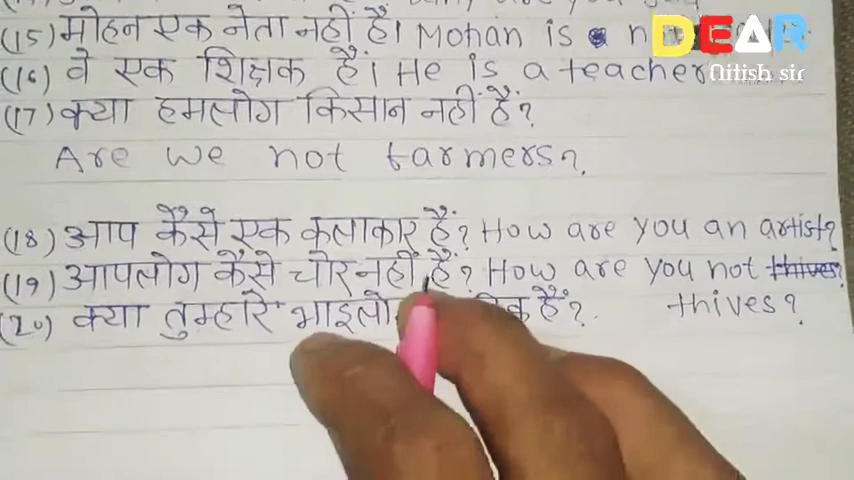 DEAR
Nitish sir
(15) मोहन एक नेता नहीं हैं। Mohan is
(16) वे एक शिक्षक हैं। He is a teacher
(17) क्या हमलोग किसान नहीं हैं?
Are we not farmers?
(18) आप कैसे एक कलाकार हैं? How are you an artist?
(19) आपलोग कैसे चोर नहीं हैं? How are you not thives?
(20) क्या तुम्हारे हैं? thives?